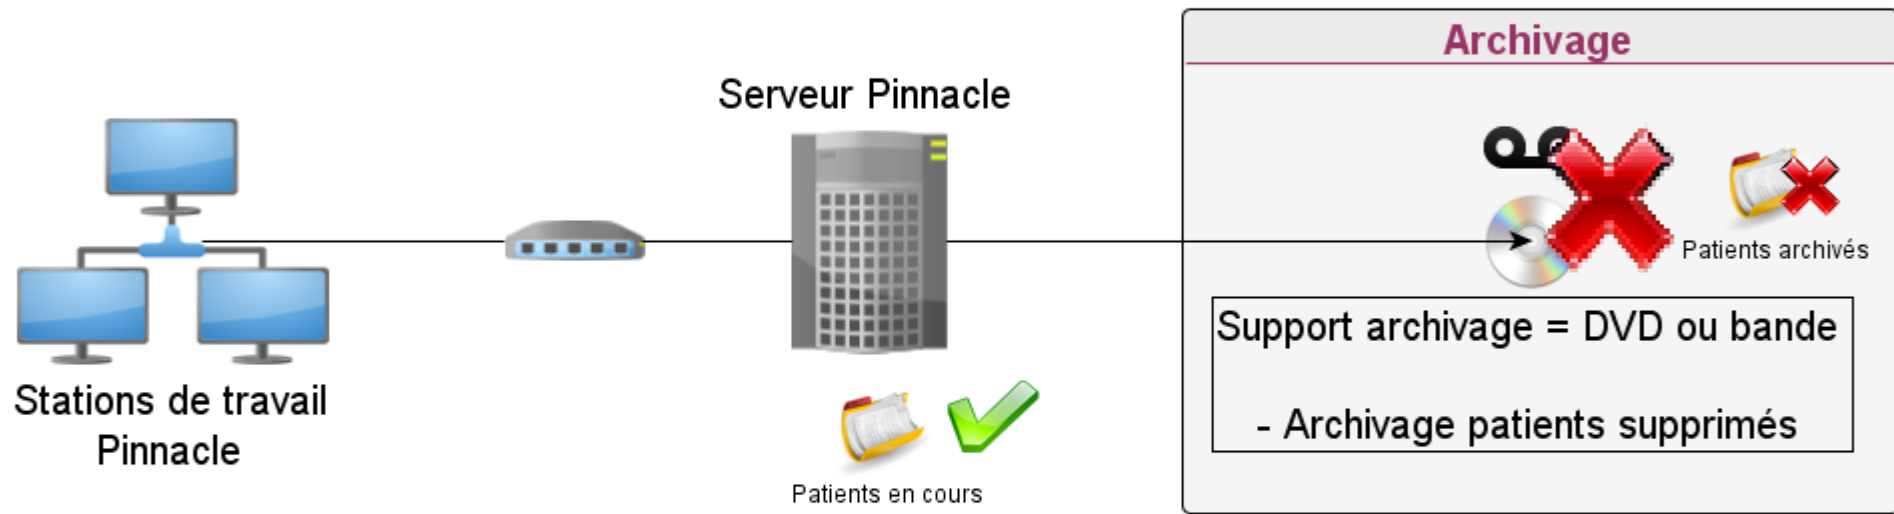 Archivage
Serveur Pinnacle
Patients archivés
Support archivage = DVD ou bande
- Archivage patients supprimés
Stations de travail
Pinnacle
Patients en cours